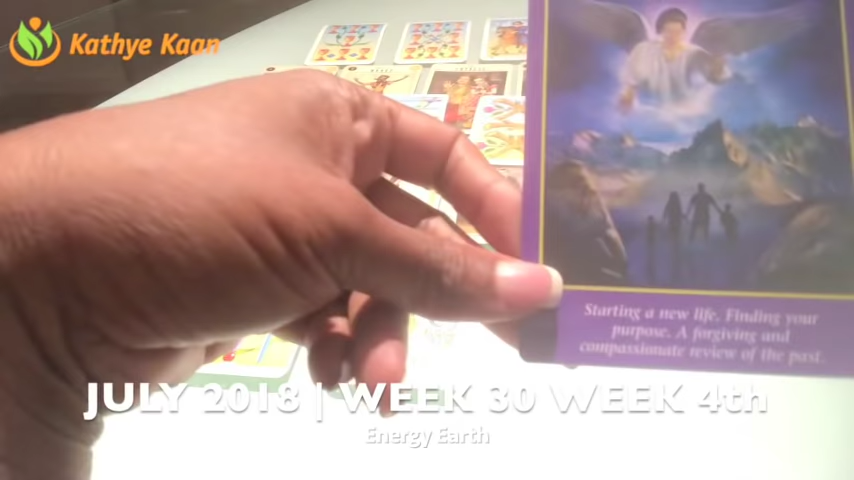 Kathye Kaan
Starting a new life. Finding your
purpose. A forgiving and
compassionate review of the past.
JULY 2018 | WEEK 30 WEEK 4th
Energy Earth